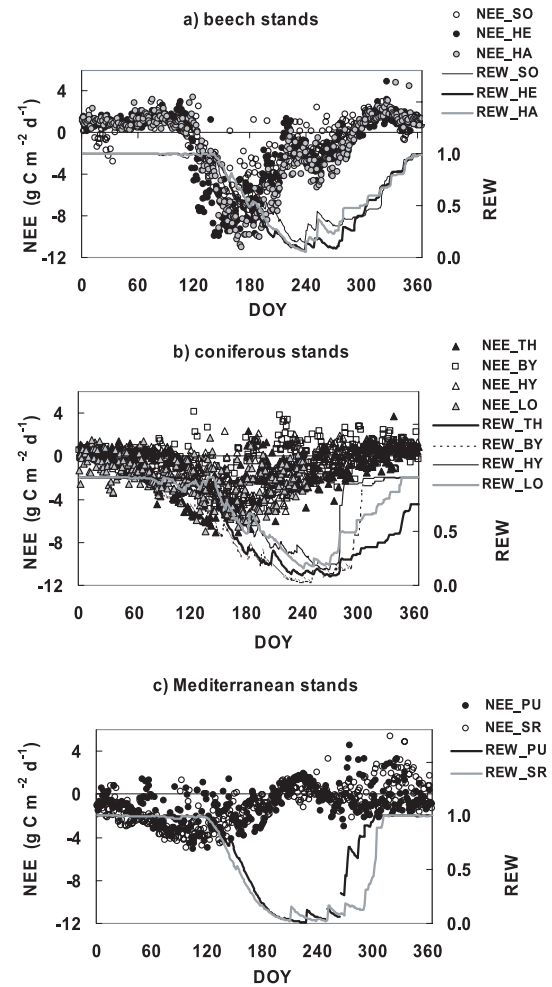 a) beech stands
NEE_SO
NEE_HE
NEE_HA
REW_SO
REW_HE
REW_HA
4
0
-4
-8
-12
NEE (g C m⁻² d⁻¹)
1.0
0.5
0.0
REW
0 60 120 180 240 300 360
DOY
b) coniferous stands
NEE_TH
NEE_BY
NEE_HY
NEE_LO
REW_TH
REW_BY
REW_HY
REW_LO
4
0
-4
-8
-12
NEE (g C m⁻² d⁻¹)
0.5
0.0
REW
0 60 120 180 240 300 360
DOY
c) Mediterranean stands
NEE_PU
NEE_SR
REW_PU
REW_SR
4
0
-4
-8
-12
NEE (g C m⁻² d⁻¹)
1.0
0.5
0.0
REW
0 60 120 180 240 300 360
DOY